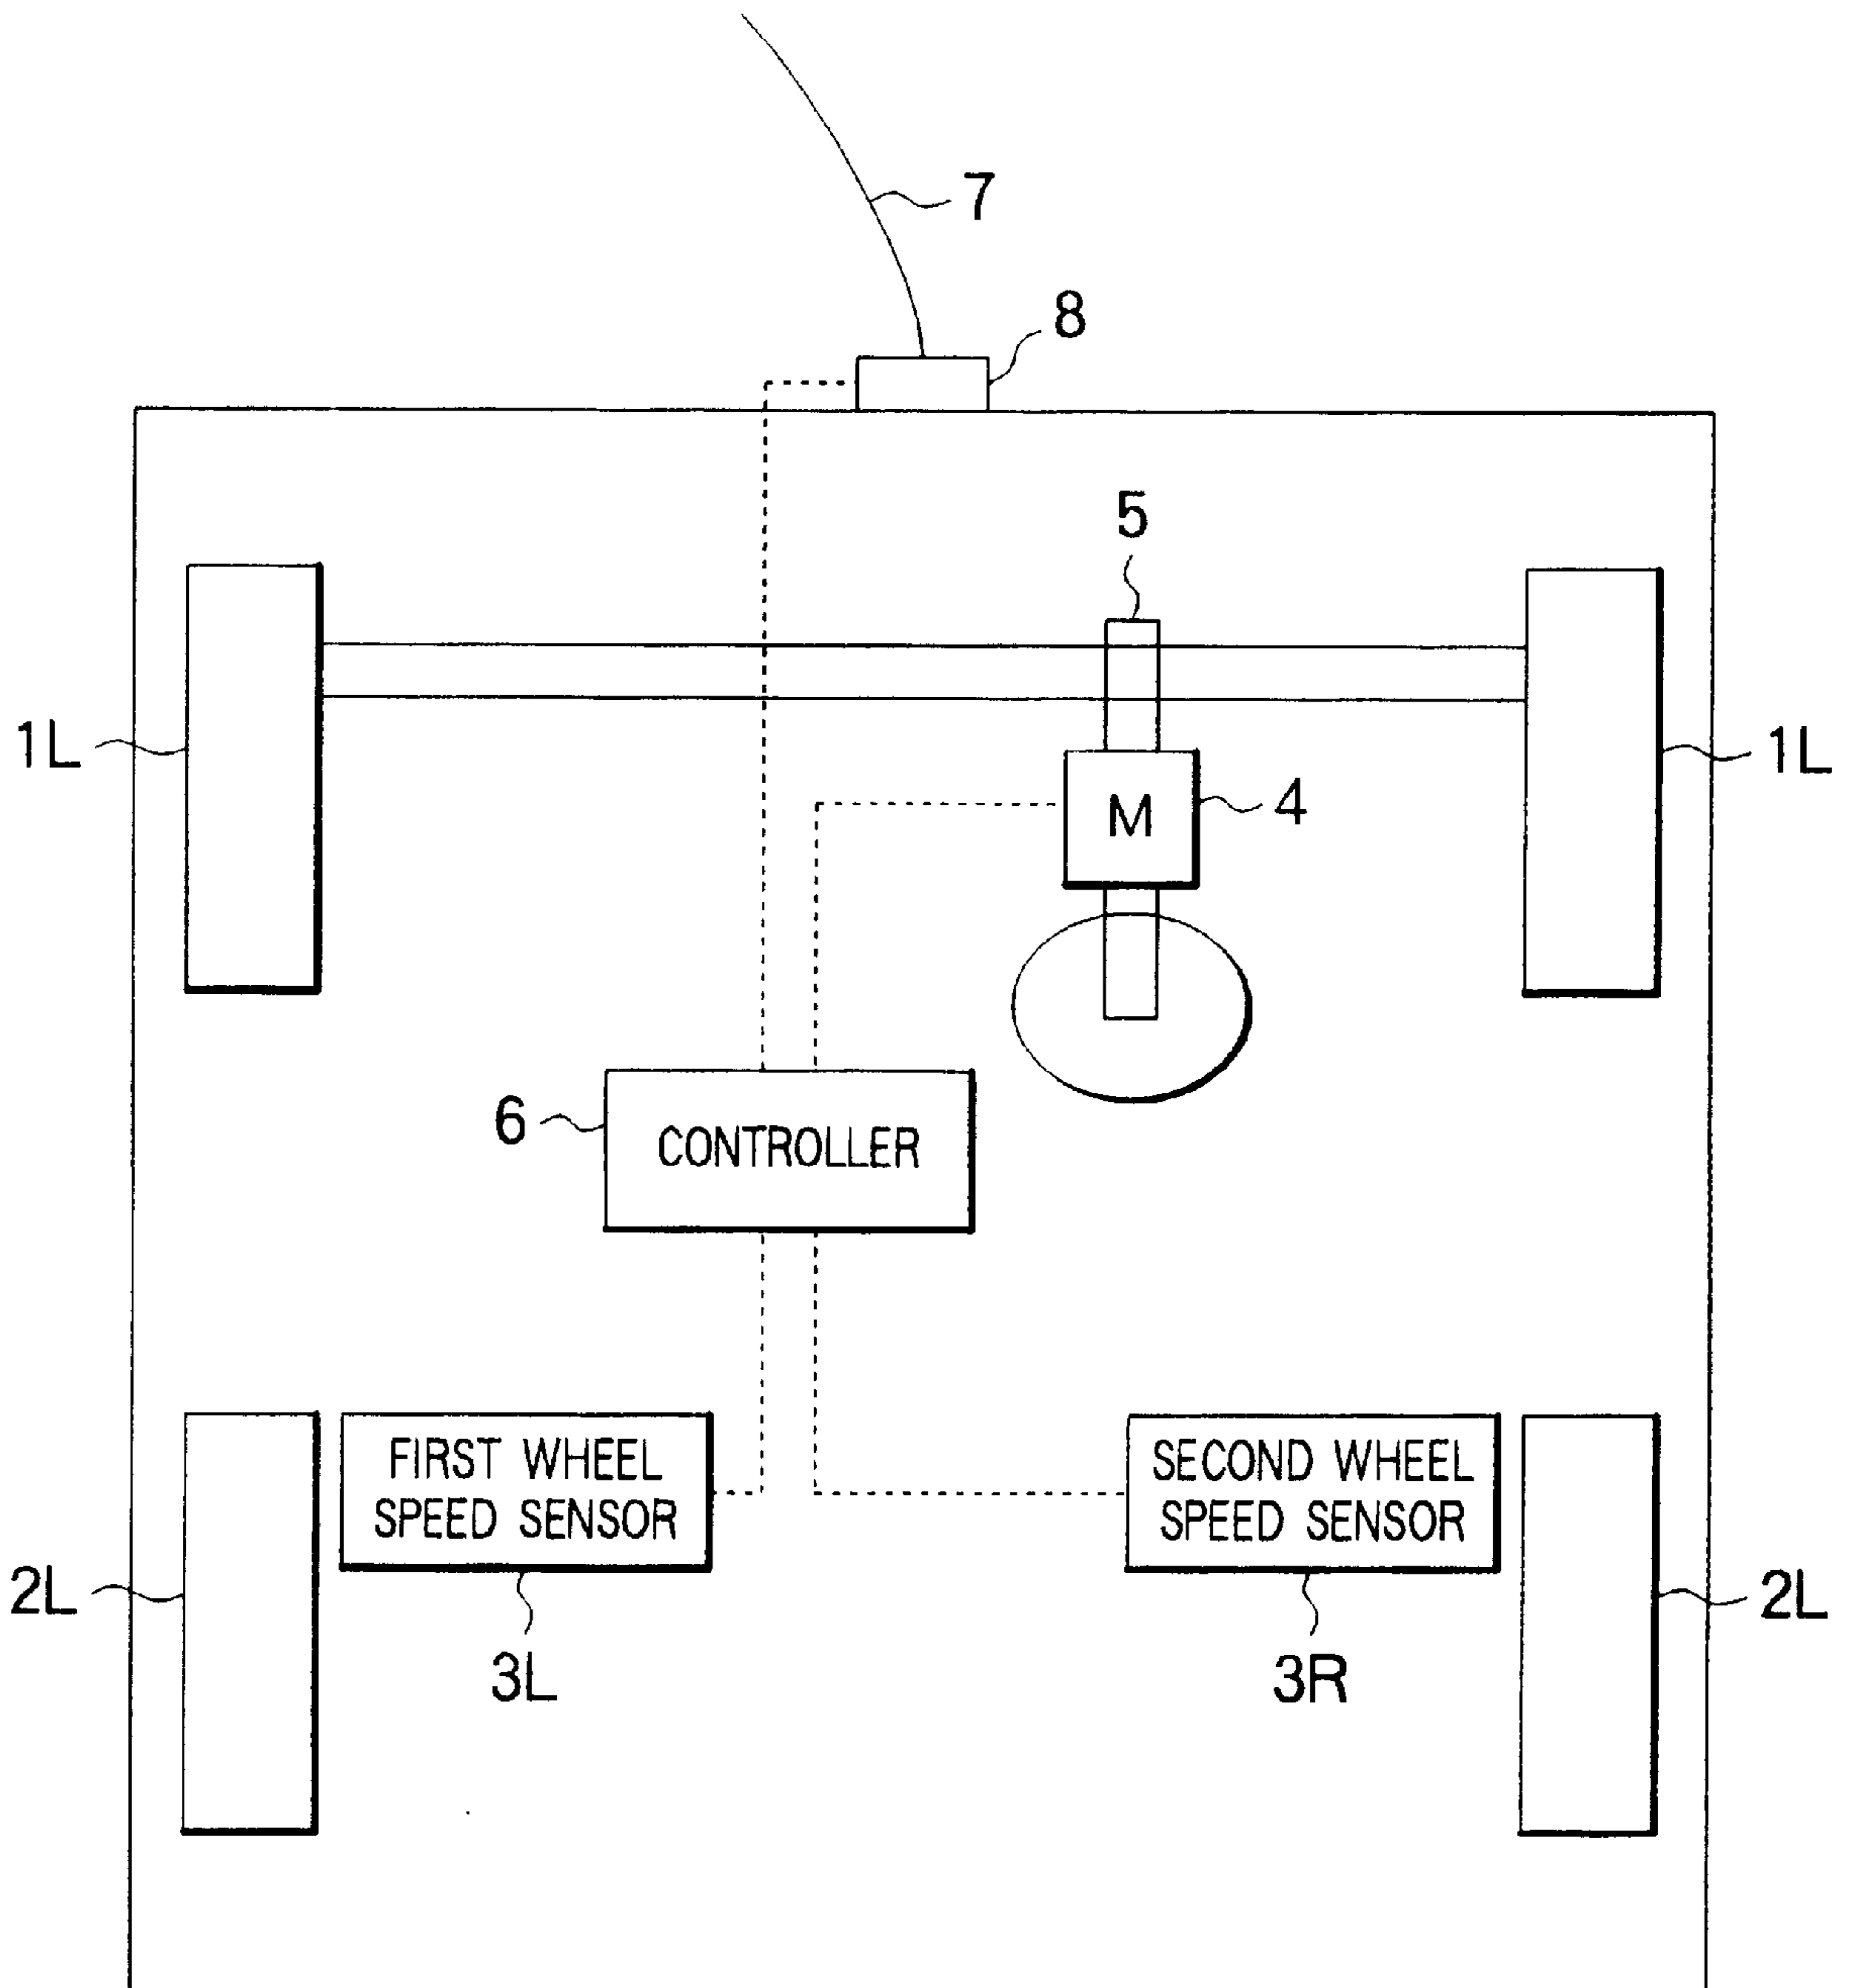 7
8
5
1L
1L
M
4
6
CONTROLLER
FIRST WHEEL
SPEED SENSOR
SECOND WHEEL
SPEED SENSOR
2L
2L
3L
3R